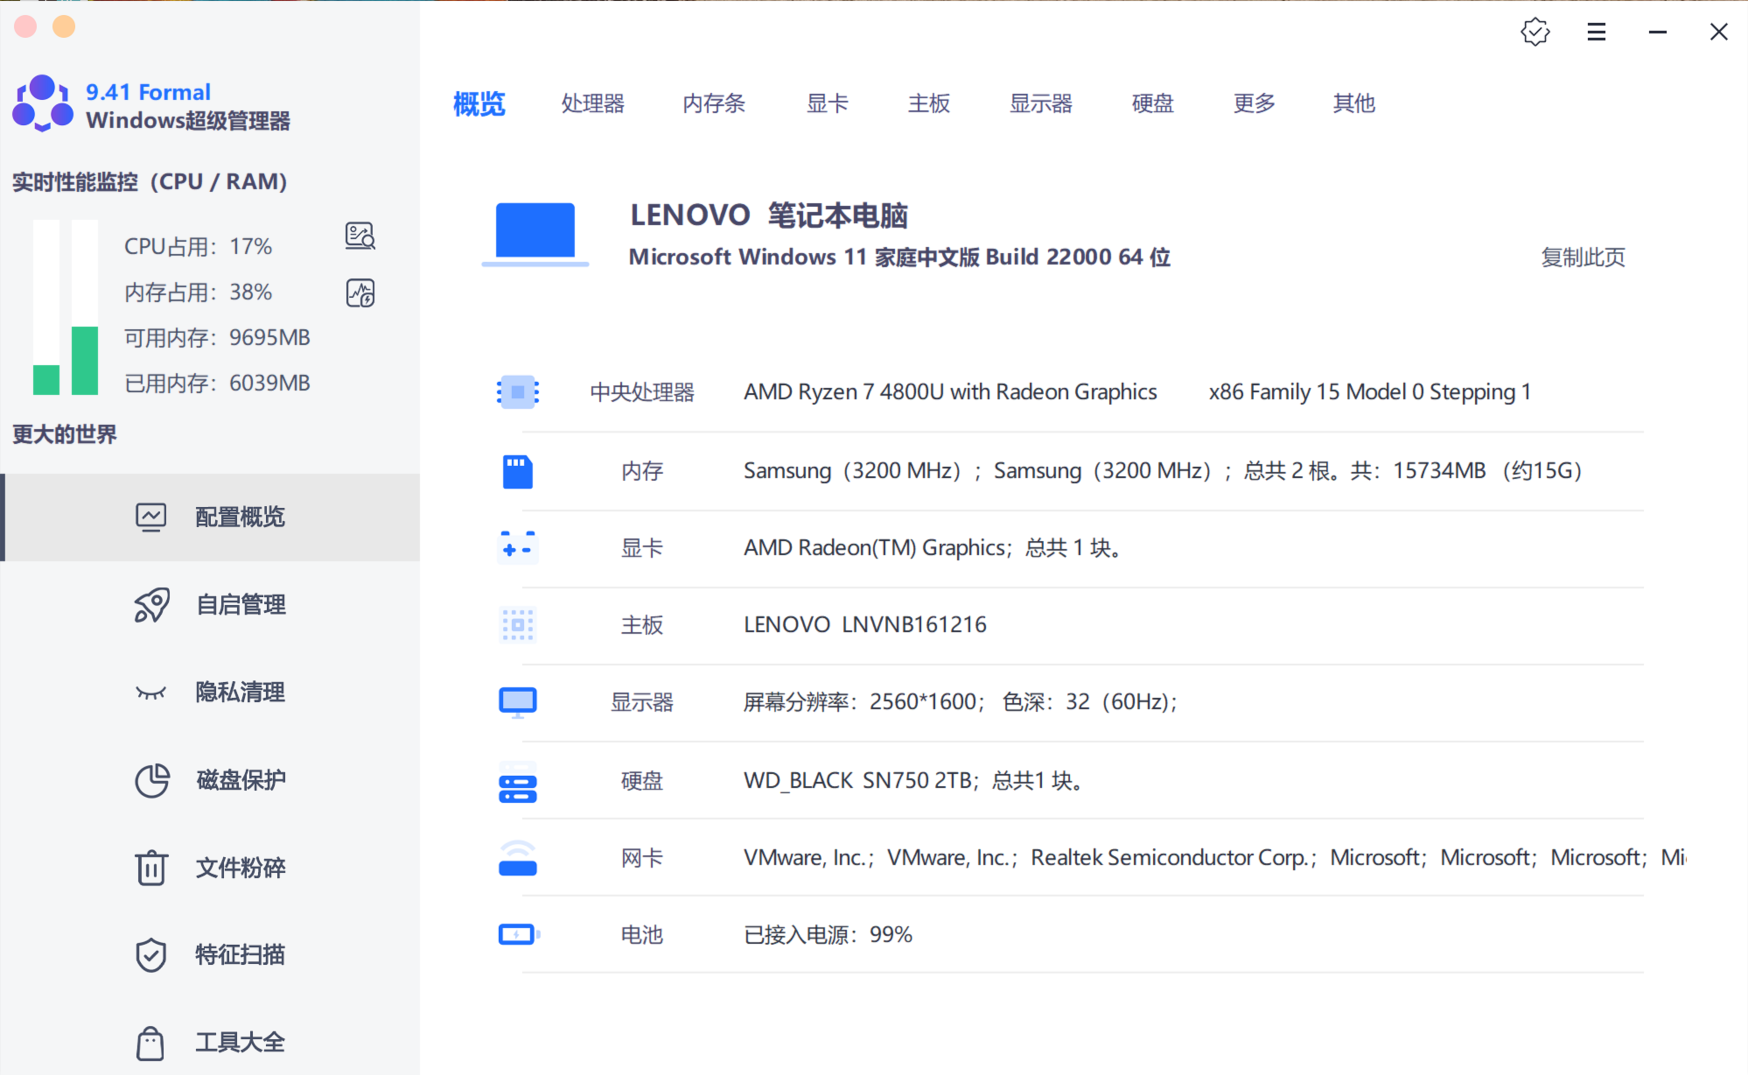 9.41 Formal
Windows超级管理器
实时性能监控（CPU / RAM）
CPU占用：17%
内存占用：38%
可用内存：9695MB
已用内存：6039MB
更大的世界
配置概览
自启管理
隐私清理
磁盘保护
文件粉碎
特征扫描
工具大全
概览 处理器 内存条 显卡 主板 显示器 硬盘 更多 其他
LENOVO 笔记本电脑
Microsoft Windows 11 家庭中文版 Build 22000 64 位
复制此页
中央处理器 AMD Ryzen 7 4800U with Radeon Graphics x86 Family 15 Model 0 Stepping 1
内存 Samsung（3200 MHz）；Samsung（3200 MHz）；总共 2 根。共：15734MB （约15G）
显卡 AMD Radeon(TM) Graphics；总共 1 块。
主板 LENOVO LNVNB161216
显示器 屏幕分辨率：2560*1600； 色深：32（60Hz)；
硬盘 WD_BLACK SN750 2TB；总共1 块。
网卡 VMware, Inc.；VMware, Inc.；Realtek Semiconductor Corp.；Microsoft；Microsoft；Microsoft；Mi
电池 已接入电源：99%